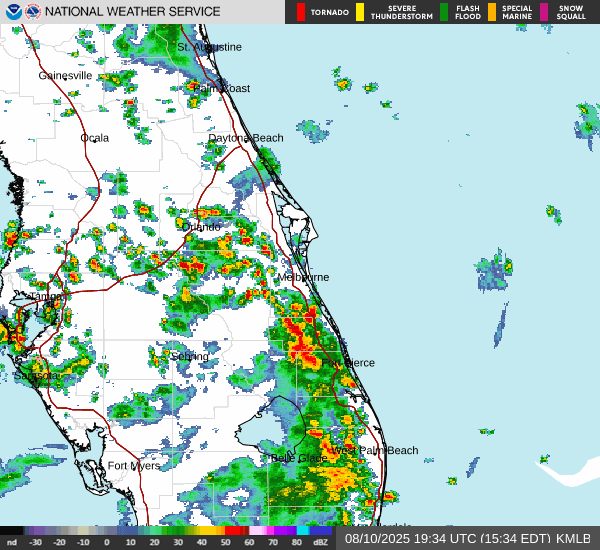 NATIONAL WEATHER SERVICE
TORNADO
SEVERE THUNDERSTORM
FLASH FLOOD
SPECIAL MARINE
SNOW SQUALL
St. Augustine
Gainesville
Palm Coast
Ocala
Daytona Beach
Orlando
Melbourne
Tampa
Sebring
Fort Pierce
Sarasota
West Palm Beach
Belle Glade
Fort Myers
nd -30 -20 -10 0 10 20 30 40 50 60 70 80 dBZ
08/10/2025 19:34 UTC (15:34 EDT) KMLB